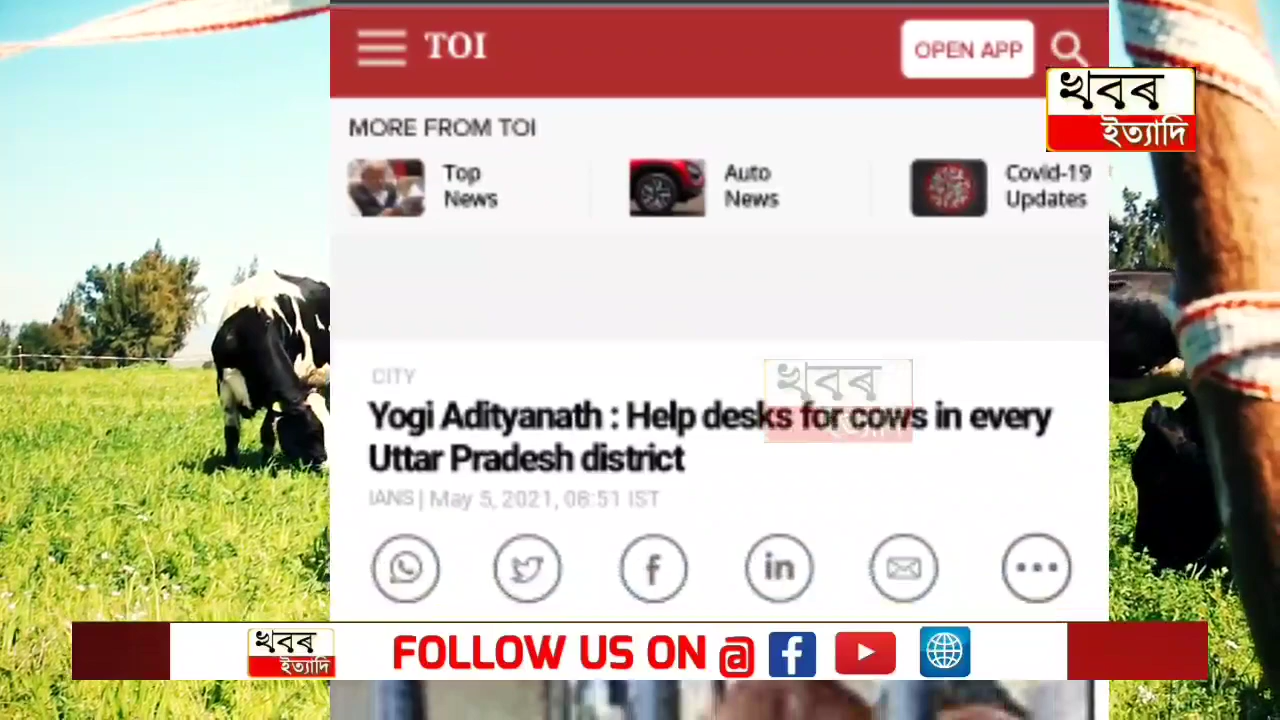 TOI
OPEN APP
খবৰ
ইত্যাদি
MORE FROM TOI
Top
News
Auto
News
Covid-19
Updates
CITY
খবৰ
ইত্যাদি
Yogi Adityanath : Help desks for cows in every
Uttar Pradesh district
IANS | May 5, 2021, 08:51 IST
খবৰ
ইত্যাদি
FOLLOW US ON @